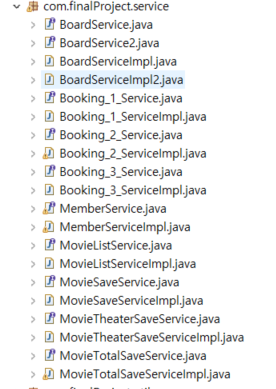 com.finalProject.service
BoardService.java
BoardService2.java
BoardServiceImpl.java
BoardServiceImpl2.java
Booking_1_Service.java
Booking_1_ServiceImpl.java
Booking_2_Service.java
Booking_2_ServiceImpl.java
Booking_3_Service.java
Booking_3_ServiceImpl.java
MemberService.java
MemberServiceImpl.java
MovieListService.java
MovieListServiceImpl.java
MovieSaveService.java
MovieSaveServiceImpl.java
MovieTheaterSaveService.java
MovieTheaterSaveServiceImpl.java
MovieTotalSaveService.java
MovieTotalSaveServiceImpl.java